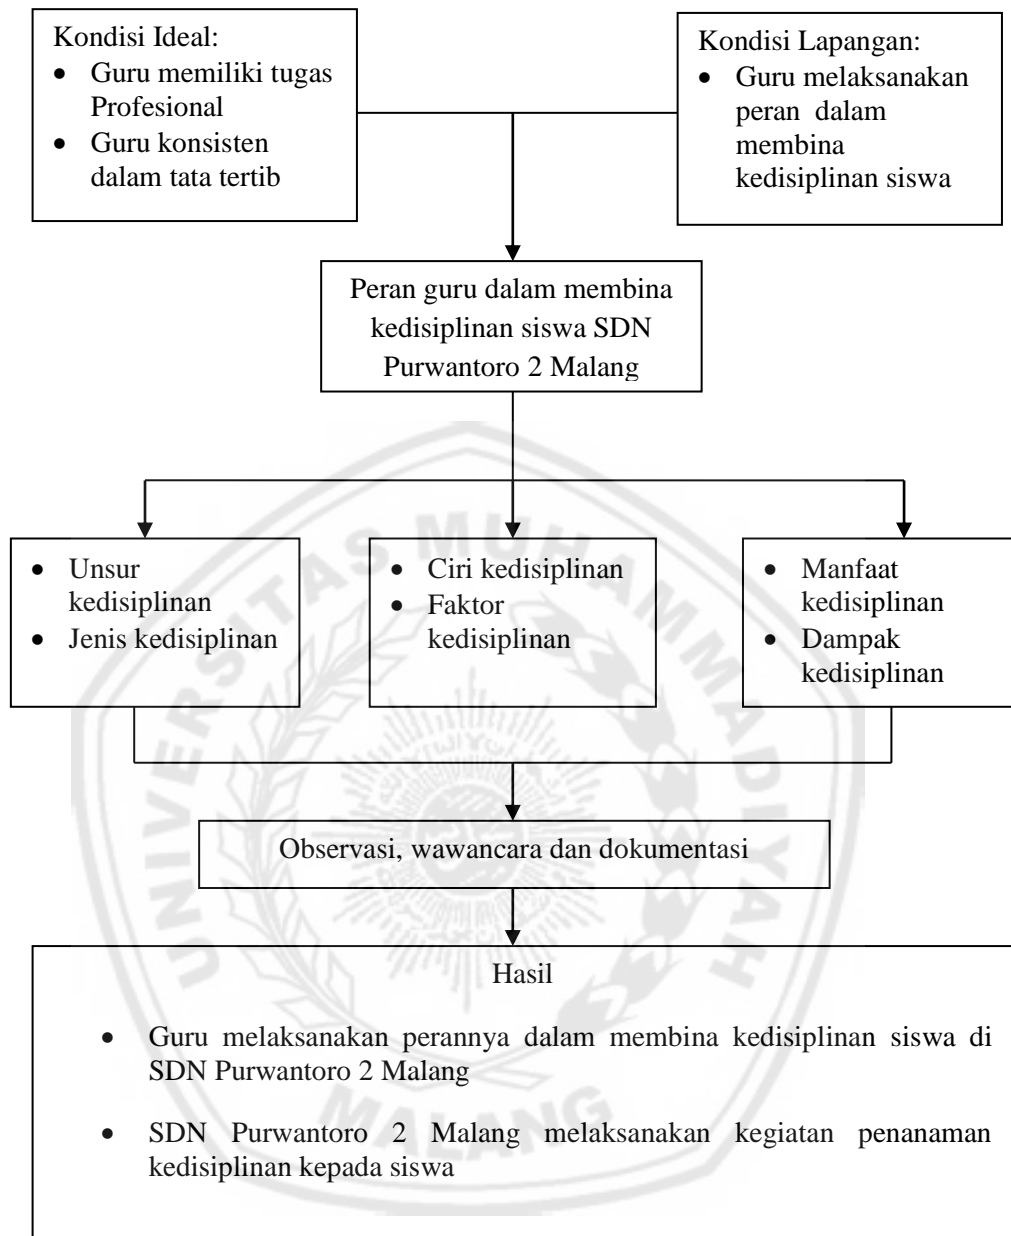 Kondisi Ideal:
• Guru memiliki tugas
Profesional
• Guru konsisten
dalam tata tertib
Kondisi Lapangan:
• Guru melaksanakan
peran dalam
membina
kedisiplinan siswa
Peran guru dalam membina
kedisiplinan siswa SDN
Purwantoro 2 Malang
• Unsur
kedisiplinan
• Jenis kedisiplinan
• Ciri kedisiplinan
• Faktor
kedisiplinan
• Manfaat
kedisiplinan
• Dampak
kedisiplinan
Observasi, wawancara dan dokumentasi
Hasil
• Guru melaksanakan perannya dalam membina kedisiplinan siswa di
SDN Purwantoro 2 Malang
• SDN Purwantoro 2 Malang melaksanakan kegiatan penanaman
kedisiplinan kepada siswa
UNIVERSITAS MUHAMMADIYAH
MALANG